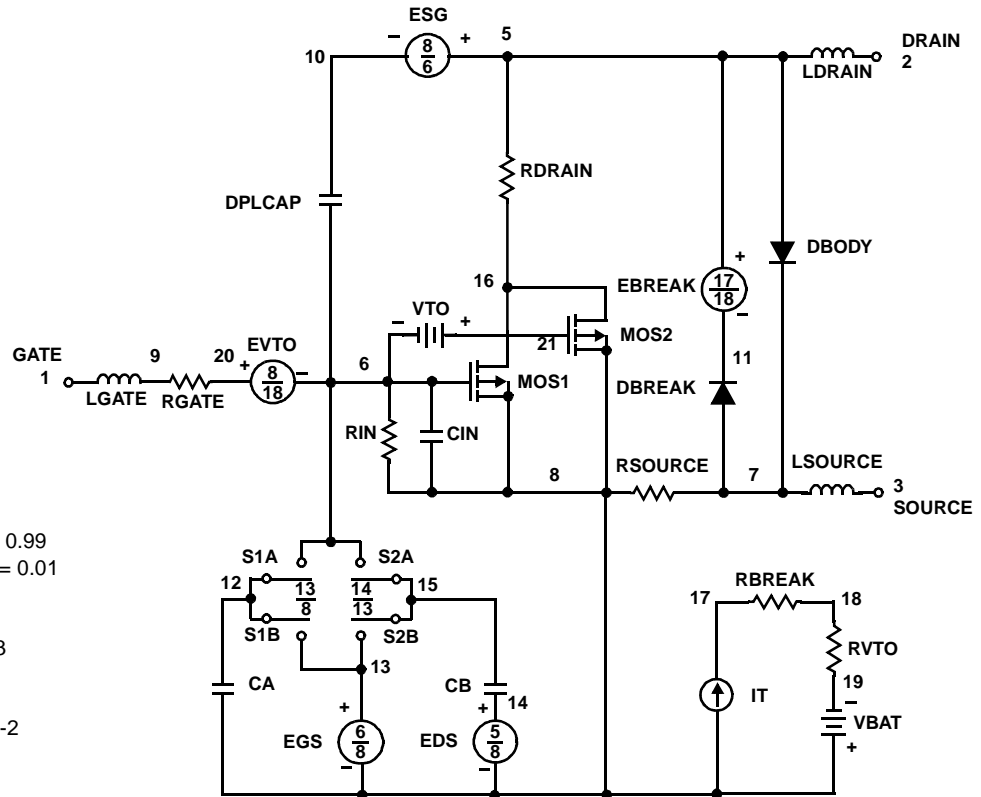 ESG
− 8 +
6
10
5
DRAIN
2
LDRAIN
RDRAIN
DPLCAP
DBODY
16
EBREAK
+
17
18
−
VTO
− +
21
MOS2
11
GATE
1
9
20
EVTO
+ 8 −
18
6
LGATE
RGATE
MOS1
DBREAK
RIN
CIN
8
RSOURCE
7
LSOURCE
3
SOURCE
0.99
= 0.01
S1A
S2A
12
13
8
14
13
15
S1B
S2B
13
CA
CB
14
+
6
8
−
EGS
+
5
8
−
EDS
3
-2
RBREAK
17
18
RVTO
19
IT
−
VBAT
+